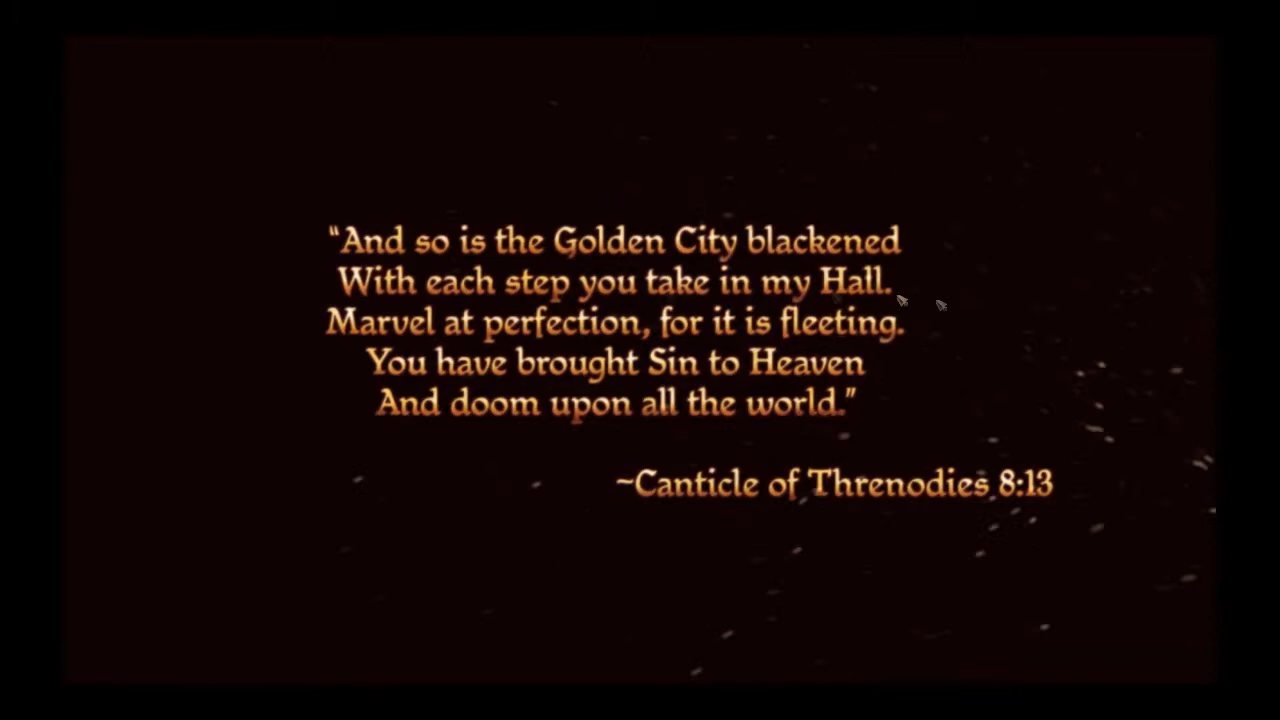 “And so is the Golden City blackened
With each step you take in my Hall.
Marvel at perfection, for it is fleeting.
You have brought Sin to Heaven
And doom upon all the world.”
~Canticle of Threnodies 8:13